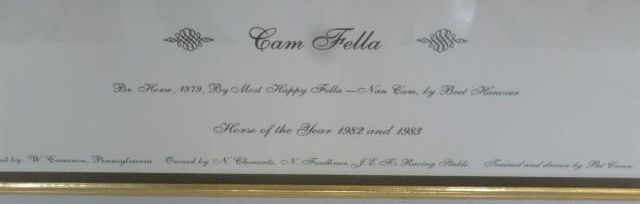 Cam Fella
Br. Horse, 1979, By Most Happy Fella — Nan Cam, by Bret Hanover
Horse of the Year 1982 and 1983
ed by: W. Cameron, Pennsylvania Owned by N. Clements, N. Faulkner, J.E.F's Racing Stable Trained and driven by Pat Crowe